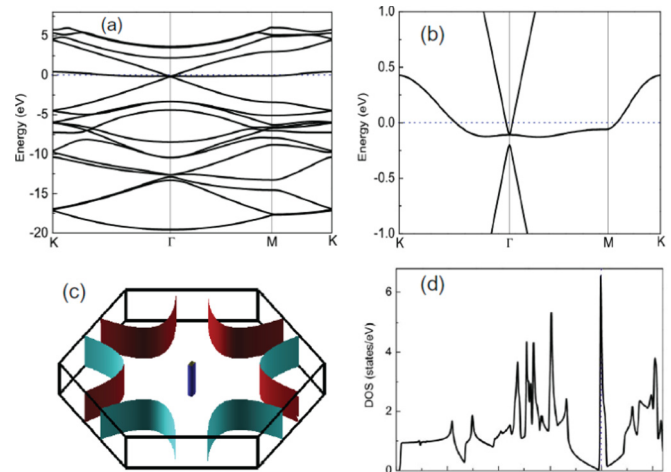 (a)
(b)
5
0
-5
-10
-15
-20
Energy (eV)
K
Γ
M
K
1.0
0.5
0.0
-0.5
-1.0
Energy (eV)
K
Γ
M
K
(c)
(d)
6
4
2
0
DOS (states/eV)